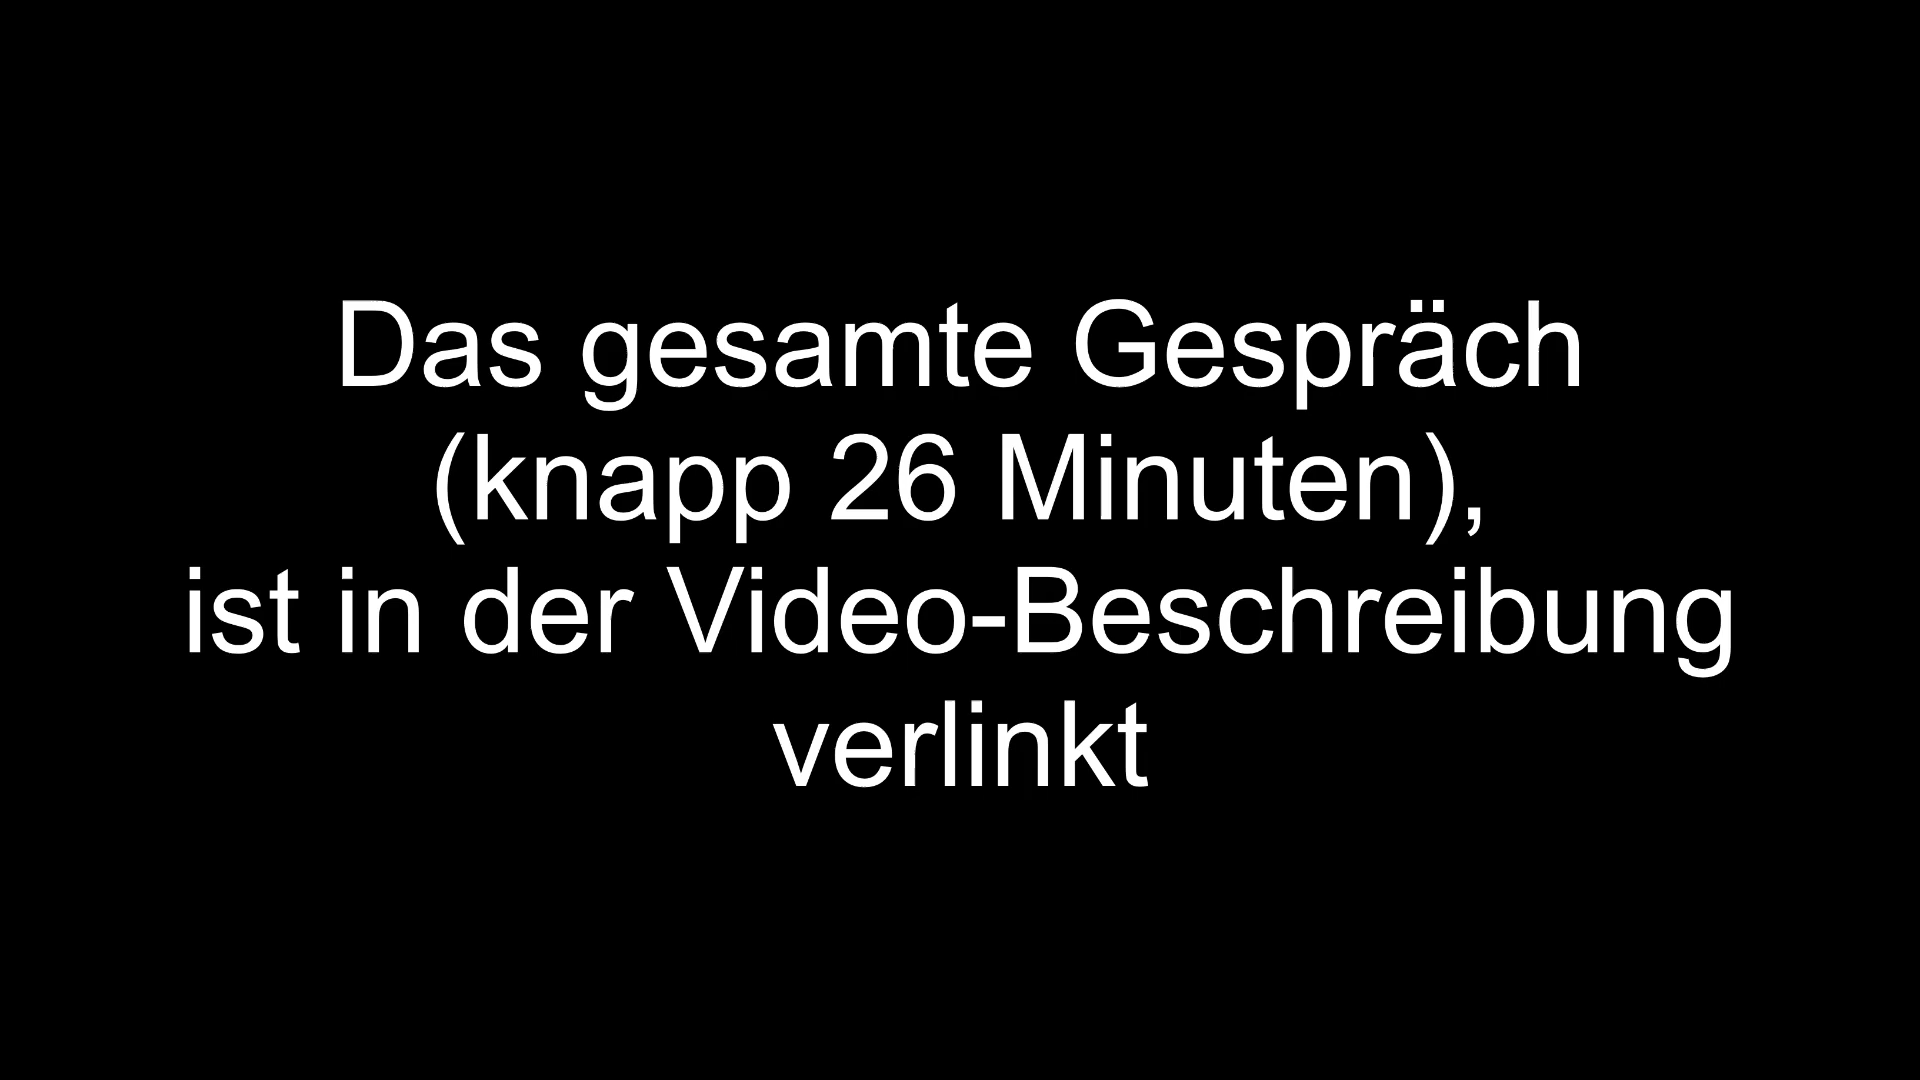 Das gesamte Gespräch
(knapp 26 Minuten),
ist in der Video-Beschreibung
verlinkt